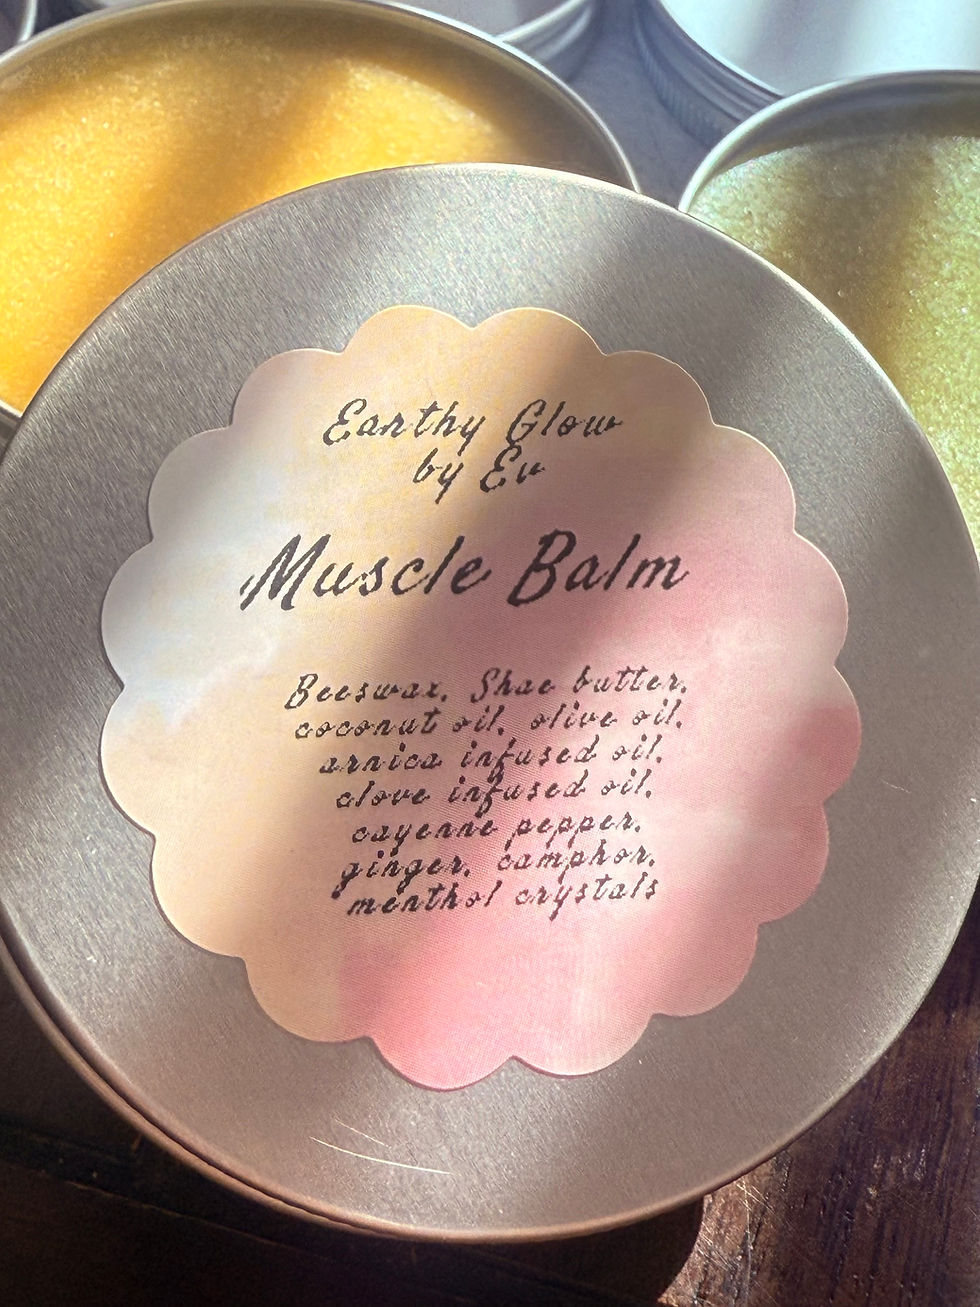 Earthy Glow
by Ev
Muscle Balm
Beeswax, Shae butter,
coconut oil, olive oil,
arnica infused oil,
clove infused oil,
cayenne pepper,
ginger, camphor,
menthol crystals